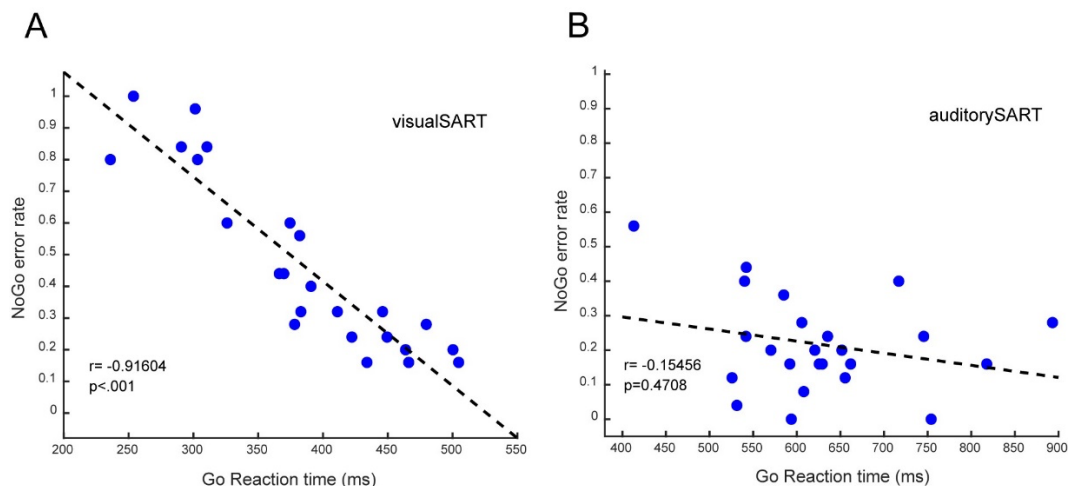 A
visualSART
NoGo error rate
1
0.9
0.8
0.7
0.6
0.5
0.4
0.3
0.2
0.1
0
r= -0.91604
p<.001
200 250 300 350 400 450 500 550
Go Reaction time (ms)
B
auditorySART
NoGo error rate
1
0.9
0.8
0.7
0.6
0.5
0.4
0.3
0.2
0.1
0
r= -0.15456
p=0.4708
400 450 500 550 600 650 700 750 800 850 900
Go Reaction time (ms)